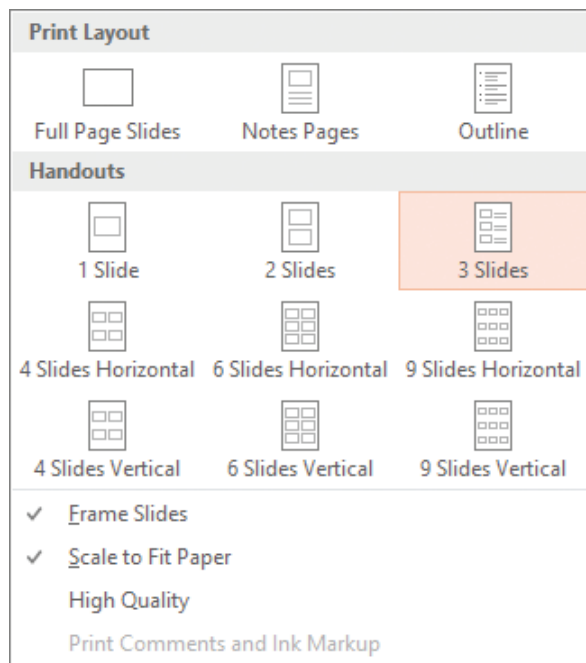 Print Layout
Full Page Slides Notes Pages Outline
Handouts
1 Slide 2 Slides 3 Slides
4 Slides Horizontal 6 Slides Horizontal 9 Slides Horizontal
4 Slides Vertical 6 Slides Vertical 9 Slides Vertical
Frame Slides
Scale to Fit Paper
High Quality
Print Comments and Ink Markup